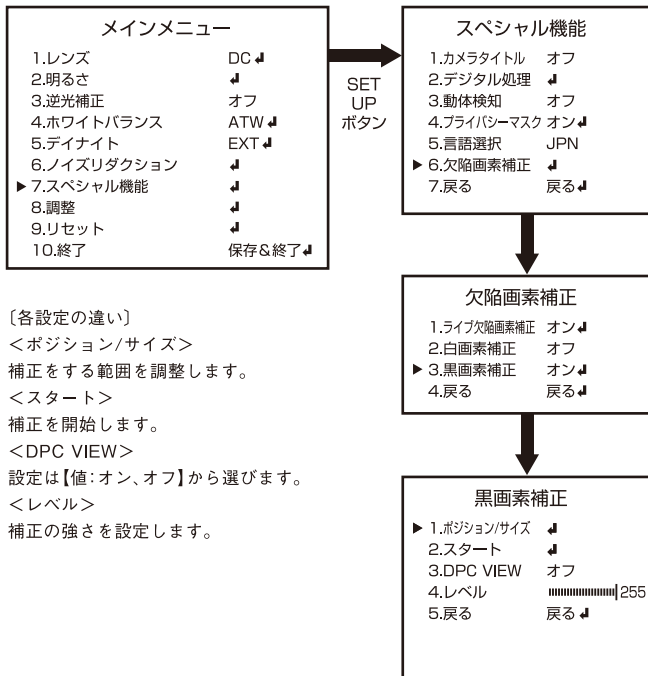 メインメニュー
1.レンズ DC↲
2.明るさ ↲
3.逆光補正 オフ
4.ホワイトバランス ATW↲
5.デイナイト EXT↲
6.ノイズリダクション ↲
▶7.スペシャル機能 ↲
8.調整 ↲
9.リセット ↲
10.終了 保存&終了↲
SET
UP
ボタン
スペシャル機能
1.カメラタイトル オフ
2.デジタル処理 ↲
3.動体検知 オフ
4.プライバシーマスク オン↲
5.言語選択 JPN
▶6.欠陥画素補正 ↲
7.戻る 戻る↲
欠陥画素補正
1.ライブ欠陥画素補正 オン↲
2.白画素補正 オフ
▶3.黒画素補正 オン↲
4.戻る 戻る↲
黒画素補正
▶1.ポジション/サイズ ↲
2.スタート ↲
3.DPC VIEW オフ
4.レベル 255
5.戻る 戻る↲
〔各設定の違い〕
<ポジション/サイズ>
補正をする範囲を調整します。
<スタート>
補正を開始します。
<DPC VIEW>
設定は【値:オン、オフ】から選びます。
<レベル>
補正の強さを設定します。